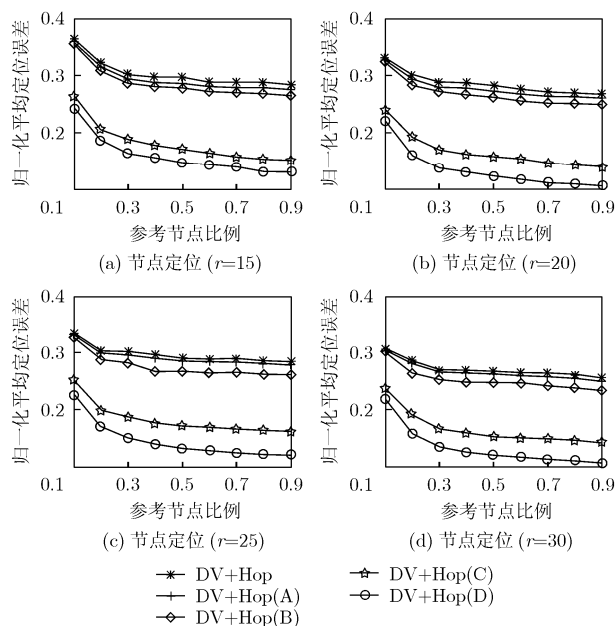 归一化平均定位误差
0.4
0.3
0.2
0.1
0.3
0.5
0.7
0.9
参考节点比例
(a) 节点定位 (r=15)
归一化平均定位误差
0.4
0.3
0.2
0.1
0.3
0.5
0.7
0.9
参考节点比例
(b) 节点定位 (r=20)
归一化平均定位误差
0.4
0.3
0.2
0.1
0.3
0.5
0.7
0.9
参考节点比例
(c) 节点定位 (r=25)
归一化平均定位误差
0.4
0.3
0.2
0.1
0.3
0.5
0.7
0.9
参考节点比例
(d) 节点定位 (r=30)
DV+Hop
DV+Hop(A)
DV+Hop(B)
DV+Hop(C)
DV+Hop(D)